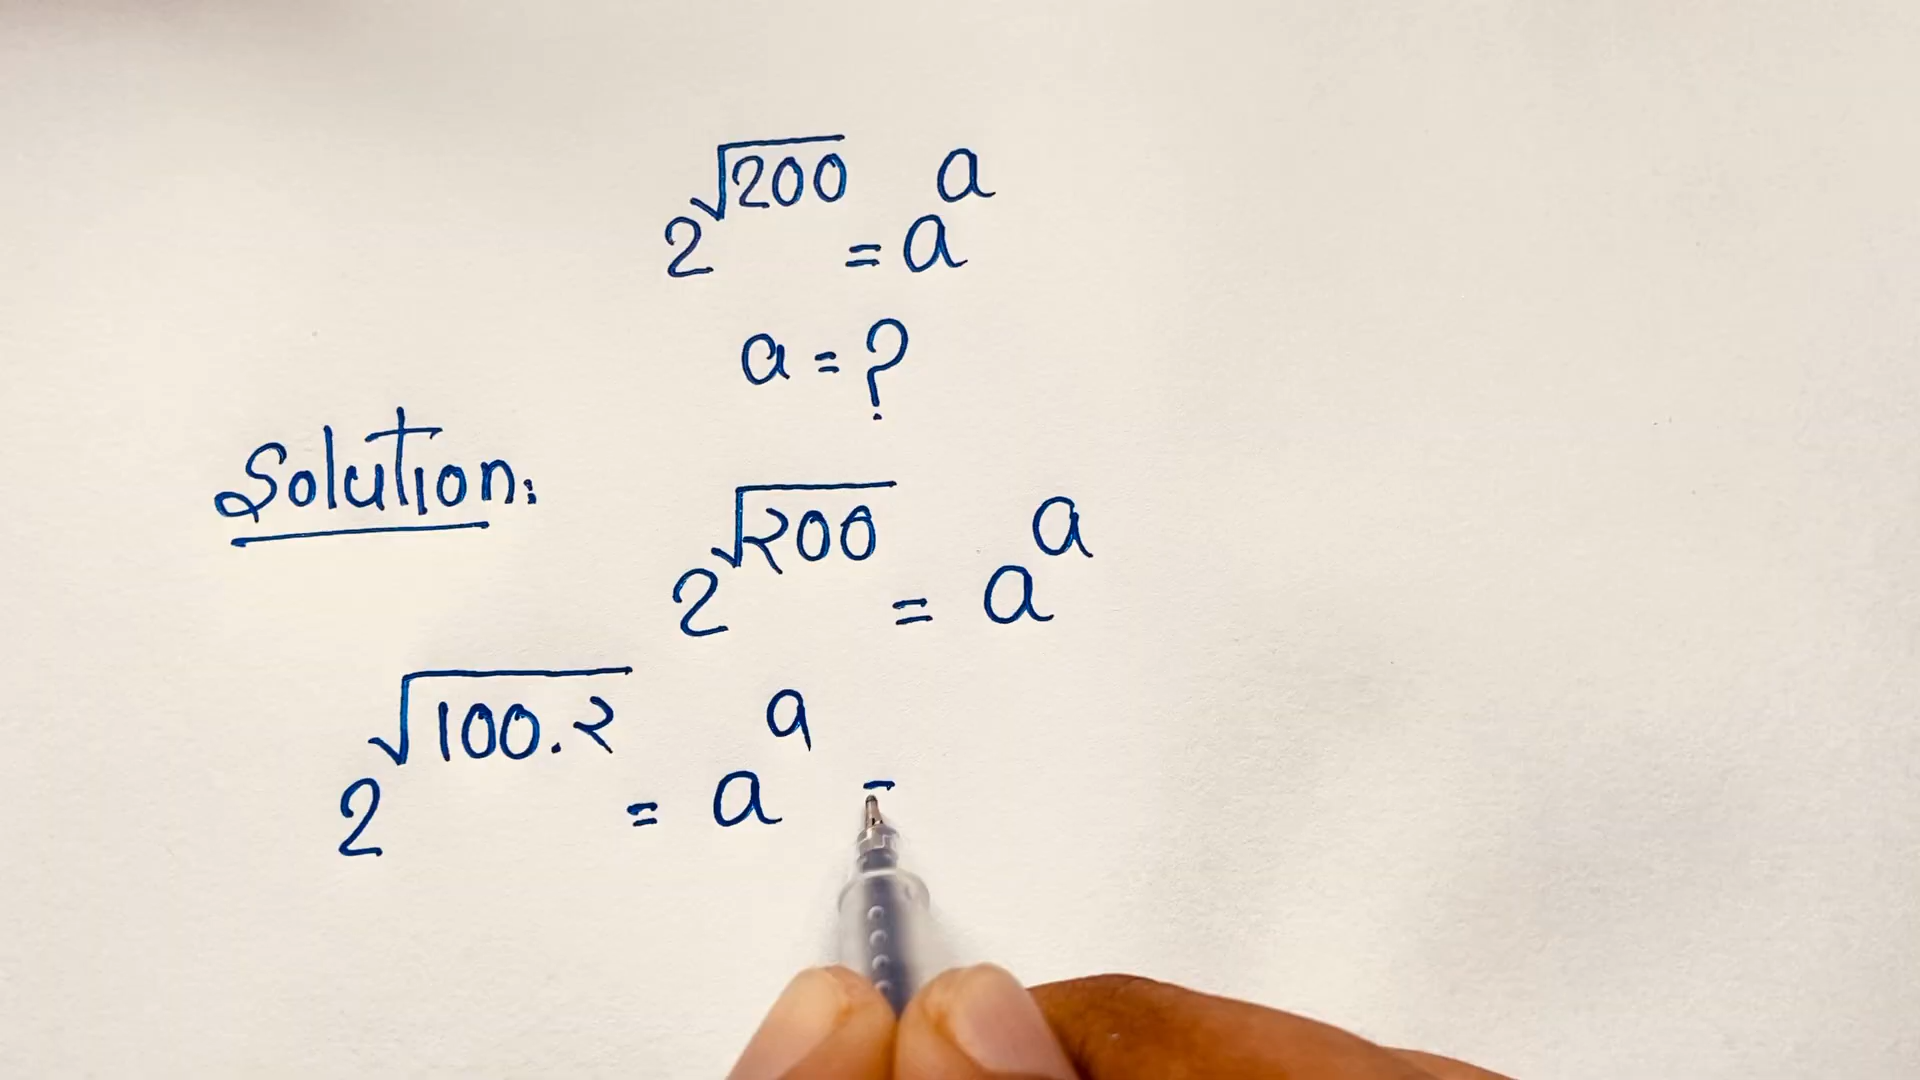 2^√200 = a^a
a = ?
Solution:
2^√200 = a^a
2^√100.2 = a^a -